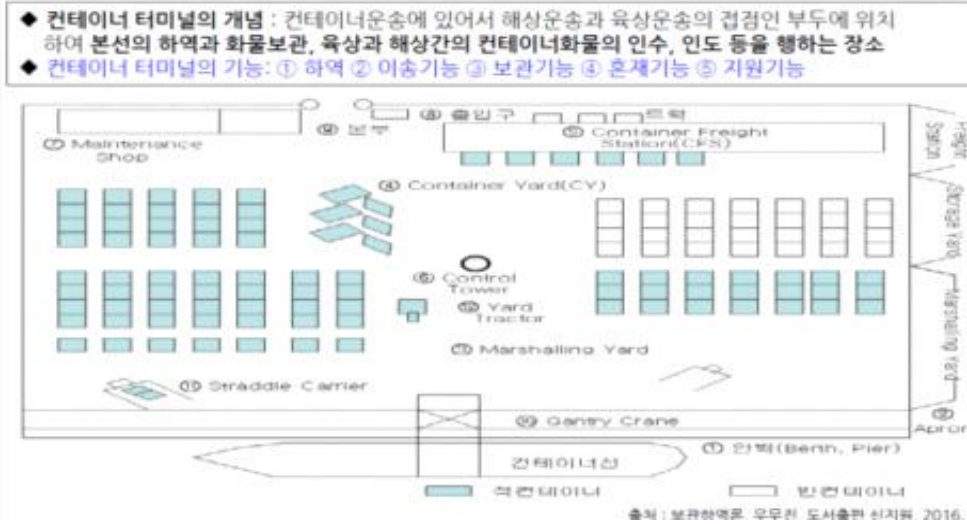 ◆ 컨테이너 터미널의 개념 : 컨테이너운송에 있어서 해상운송과 육상운송의 접점인 부두에 위치
하여 본선의 하역과 화물보관, 육상과 해상간의 컨테이너화물의 인수, 인도 등을 행하는 장소
◆ 컨테이너 터미널의 기능: ① 하역 ② 이송기능 ③ 보관기능 ④ 혼재기능 ⑤ 지원기능
⑧ 출입구 트럭
⑨ 본부
⑤ Container Freight
Station(CFS)
⑦ Maintenance
Shop
Freight
Station
④ Container Yard(CY)
Storage Yard
⑥ Control
Tower
Yard
Tractor
Marshalling Yard
Marshaling Yard
Straddle Carrier
⑩ Gantry Crane
② Apron
① 안벽(Berth, Pier)
컨테이너선
적컨테이너
빈컨테이너
출처 : 보관하역론, 우무진, 도서출판 신지원, 2016.